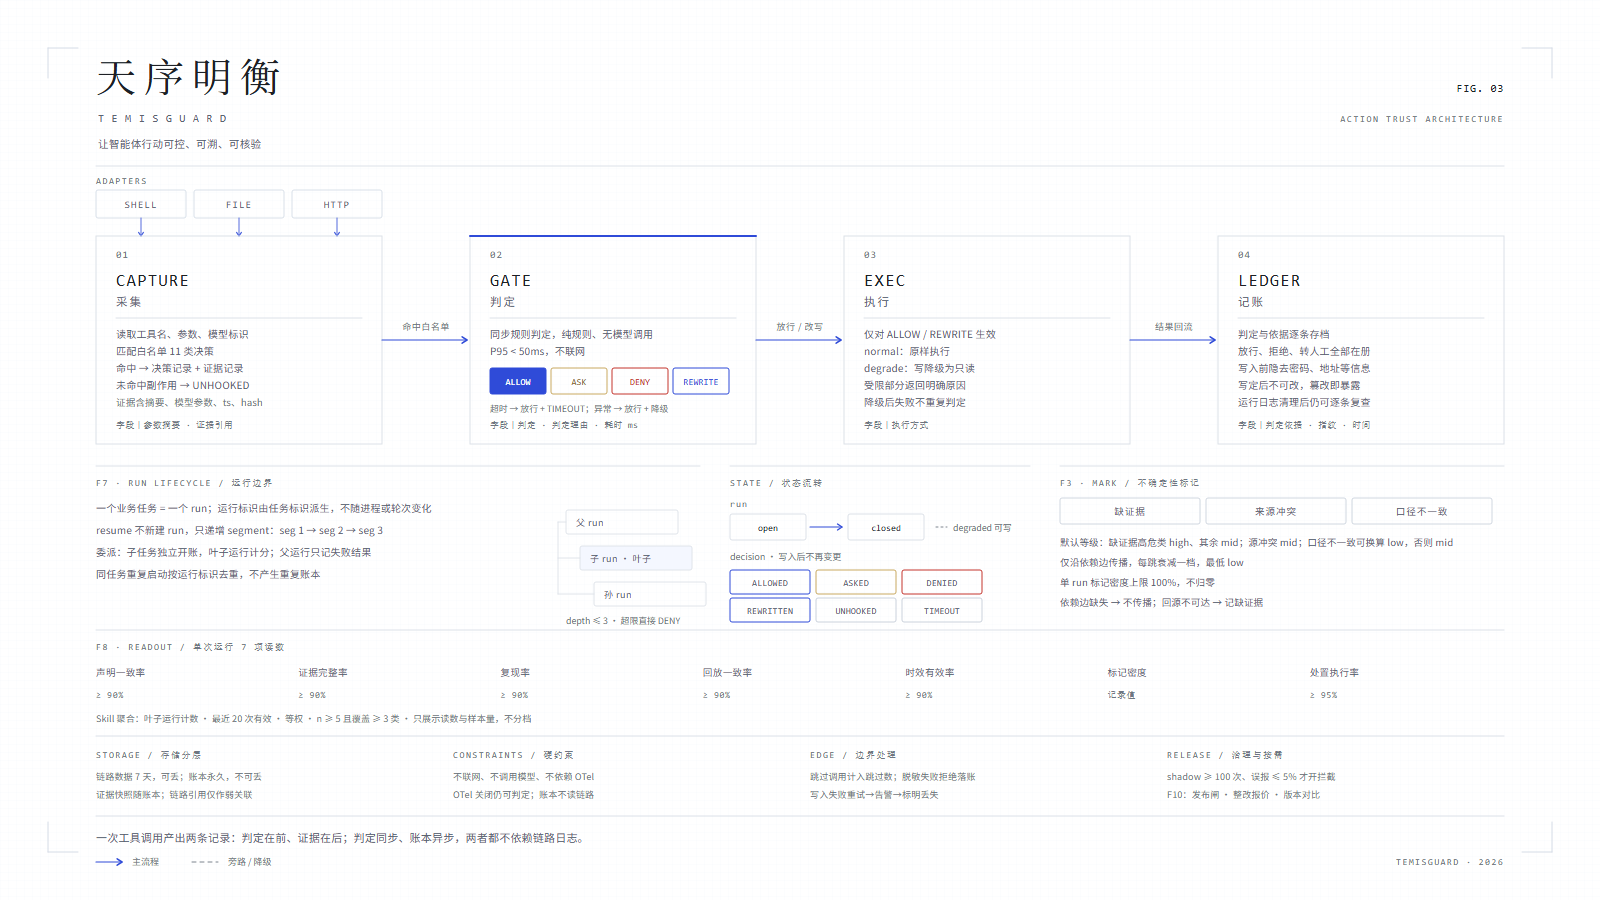 天序明衡
TEMISGUARD
让智能体行动可控、可溯、可核验
FIG. 03
ACTION TRUST ARCHITECTURE
ADAPTERS
SHELL
FILE
HTTP
01
CAPTURE
采集
读取工具名、参数、模型标识
匹配白名单 11 类决策
命中 → 决策记录 + 证据记录
未命中副作用 → UNHOOKED
证据含摘要、模型参数、ts、hash
字段｜参数摘要 · 证据引用
命中白名单
02
GATE
判定
同步规则判定，纯规则、无模型调用
P95 < 50ms，不联网
ALLOW
ASK
DENY
REWRITE
超时 → 放行 + TIMEOUT；异常 → 放行 + 降级
字段｜判定 · 判定理由 · 耗时 ms
放行 / 改写
03
EXEC
执行
仅对 ALLOW / REWRITE 生效
normal：原样执行
degrade：写降级为只读
受限部分返回明确原因
降级后失败不重复判定
字段｜执行方式
结果回流
04
LEDGER
记账
判定与依据逐条存档
放行、拒绝、转人工全部在册
写入前隐去密码、地址等信息
写定后不可改，篡改即暴露
运行日志清理后仍可逐条复查
字段｜判定依据 · 指纹 · 时间
F7 · RUN LIFECYCLE / 运行边界
一个业务任务 = 一个 run；运行标识由任务标识派生，不随进程或轮次变化
resume 不新建 run，只递增 segment：seg 1 → seg 2 → seg 3
委派：子任务独立开账，叶子运行计分；父运行只记失败结果
同任务重复启动按运行标识去重，不产生重复账本
父 run
子 run · 叶子
孙 run
depth ≤ 3 · 超限直接 DENY
STATE / 状态流转
run
open
closed
degraded 可写
decision · 写入后不再变更
ALLOWED
ASKED
DENIED
REWRITTEN
UNHOOKED
TIMEOUT
F3 · MARK / 不确定性标记
缺证据
来源冲突
口径不一致
默认等级：缺证据高危类 high、其余 mid；源冲突 mid；口径不一致可换算 low，否则 mid
仅沿依赖边传播，每跳衰减一档，最低 low
单 run 标记密度上限 100%，不归零
依赖边缺失 → 不传播；回源不可达 → 记缺证据
F8 · READOUT / 单次运行 7 项读数
声明一致率
证据完整率
复现率
回放一致率
时效有效率
标记密度
处置执行率
≥ 90%
≥ 90%
≥ 90%
≥ 90%
≥ 90%
记录值
≥ 95%
Skill 聚合：叶子运行计数 · 最近 20 次有效 · 等权 · n ≥ 5 且覆盖 ≥ 3 类 · 只展示读数与样本量，不分档
STORAGE / 存储分层
链路数据 7 天，可丢；账本永久，不可丢
证据快照随账本；链路引用仅作弱关联
CONSTRAINTS / 硬约束
不联网、不调用模型、不依赖 OTel
OTel 关闭仍可判定；账本不读链路
EDGE / 边界处理
跳过调用计入跳过数；脱敏失败拒绝落账
写入失败重试→告警→标明丢失
RELEASE / 治理与按需
shadow ≥ 100 次、误报 ≤ 5% 才开拦截
F10：发布闸 · 整改报价 · 版本对比
一次工具调用产出两条记录：判定在前、证据在后；判定同步、账本异步，两者都不依赖链路日志。
主流程
旁路 / 降级
TEMISGUARD · 2026